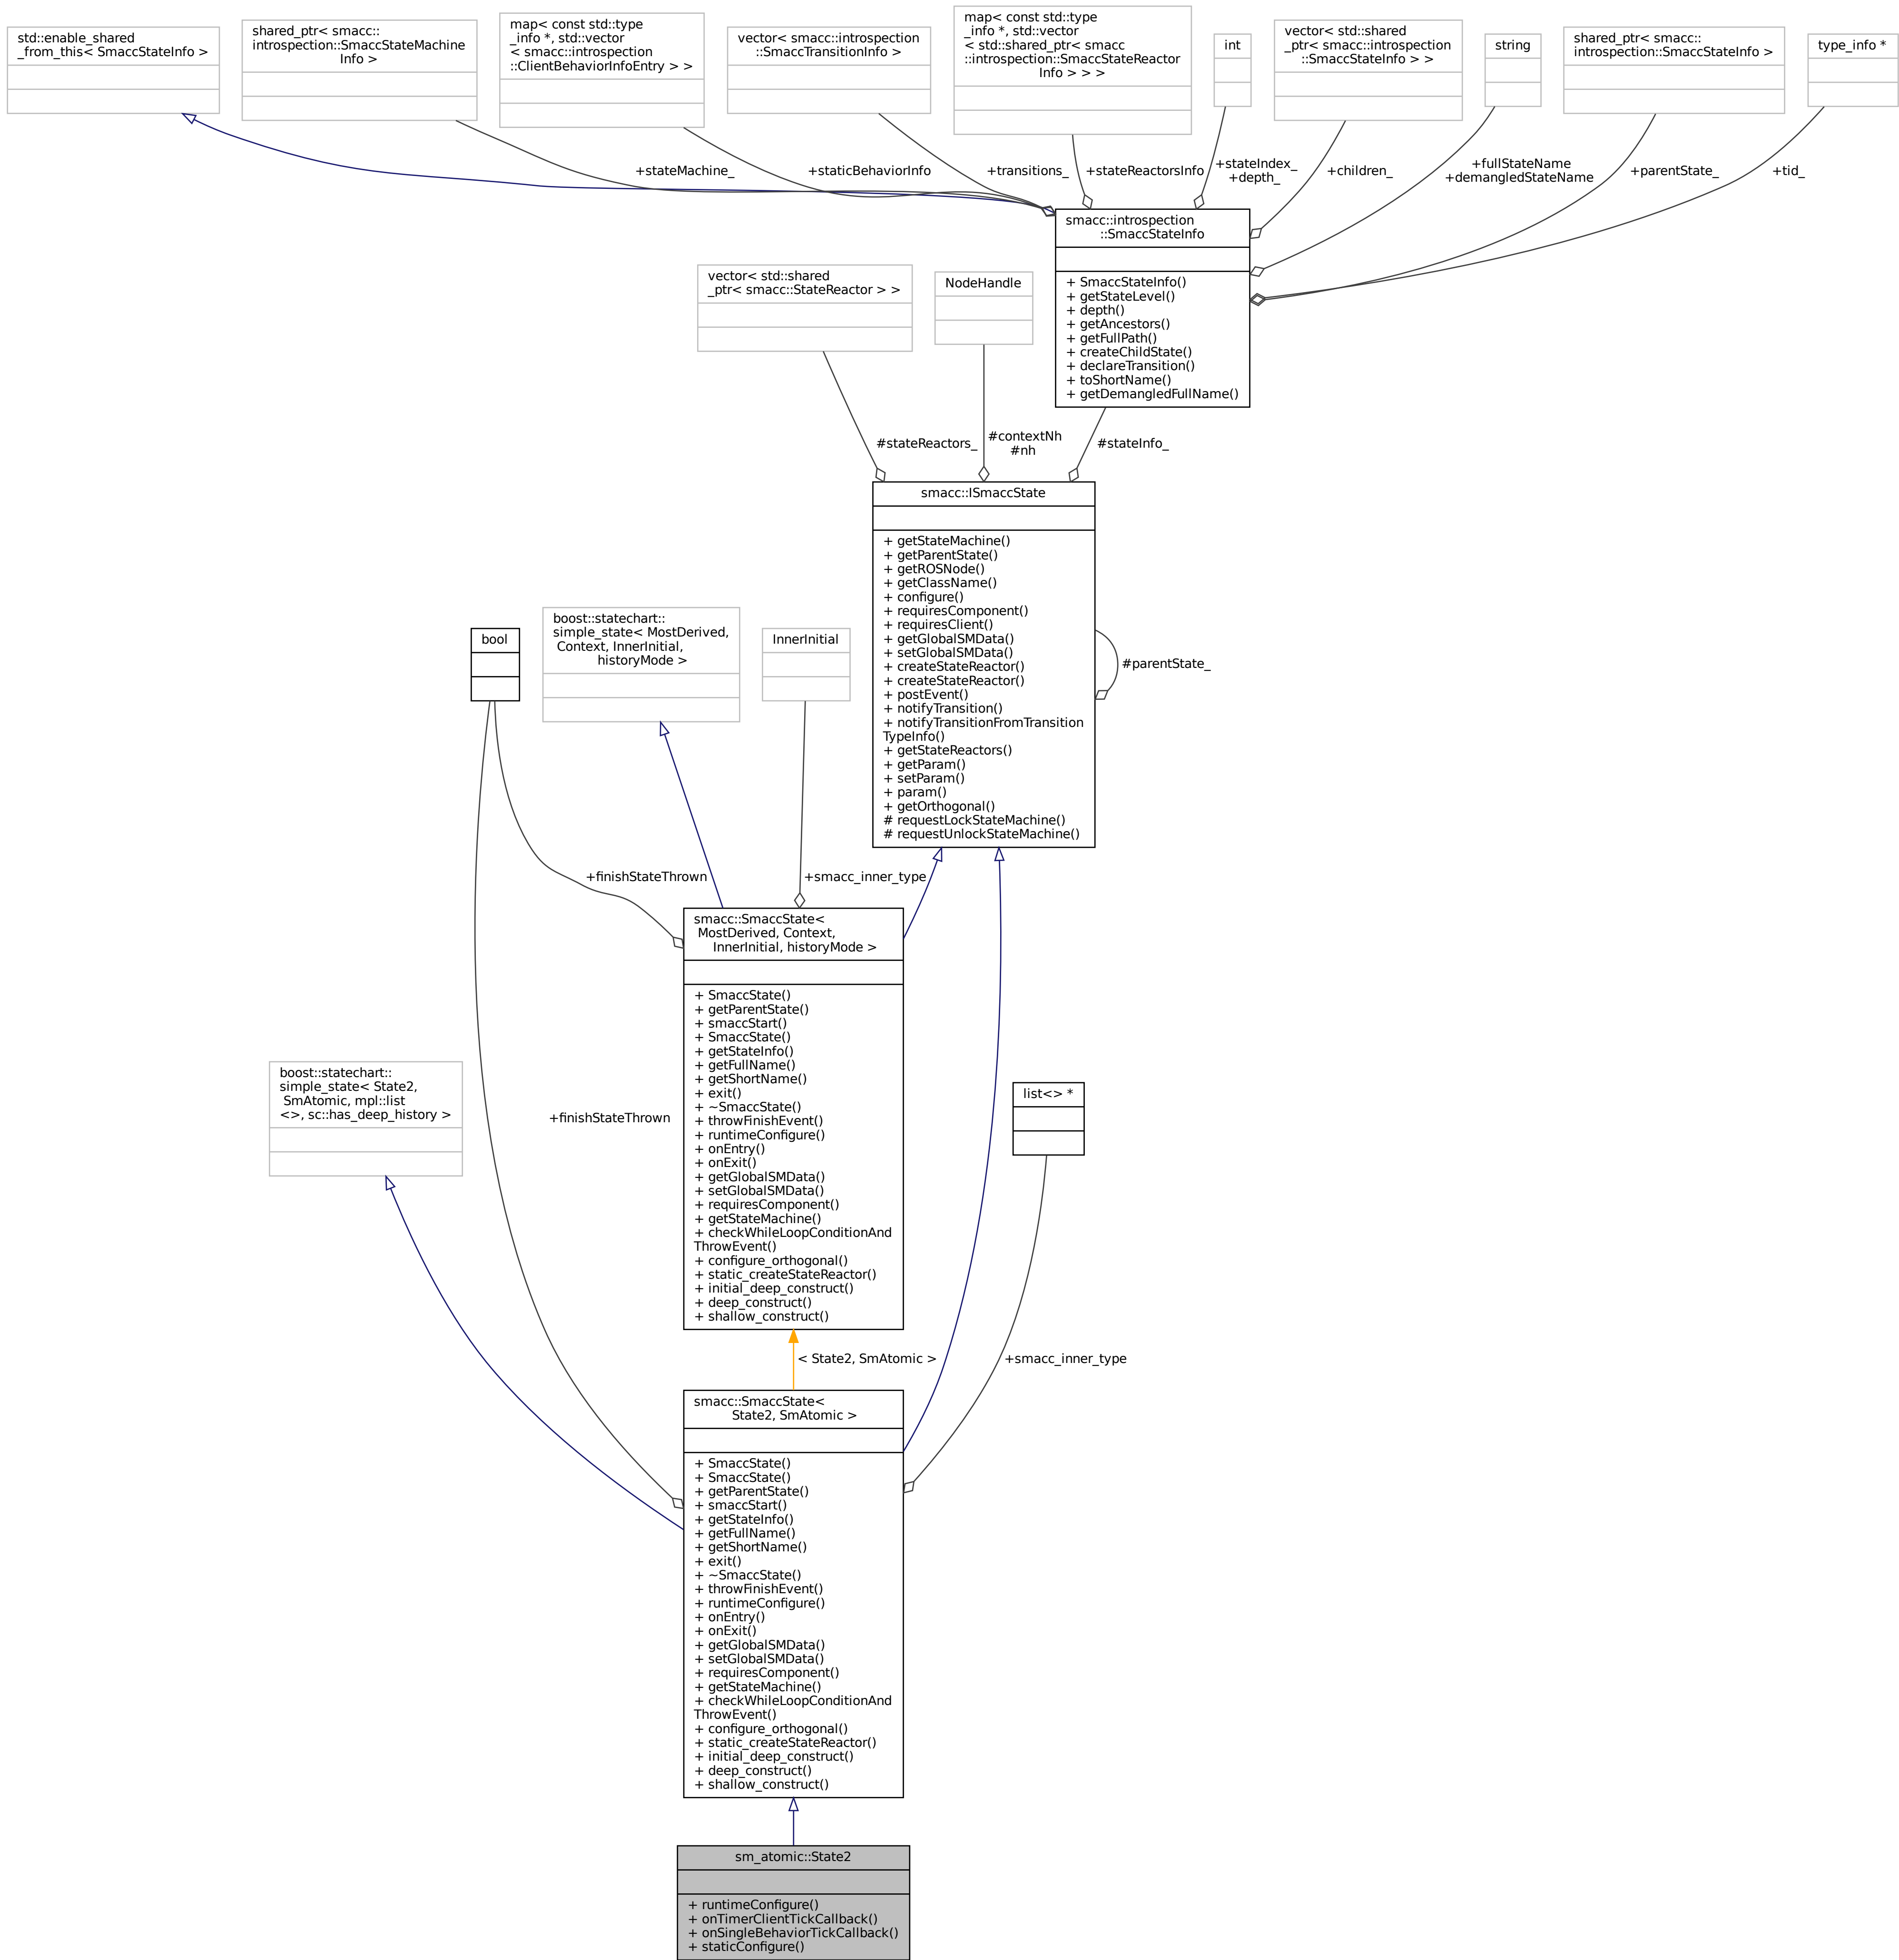 std::enable_shared
_from_this< SmaccStateInfo >
shared_ptr< smacc::
introspection::SmaccStateMachine
Info >
map< const std::type
_info *, std::vector
< smacc::introspection
::ClientBehaviorInfoEntry > >
vector< smacc::introspection
::SmaccTransitionInfo >
map< const std::type
_info *, std::vector
< std::shared_ptr< smacc
::introspection::SmaccStateReactor
Info > > >
int
vector< std::shared
_ptr< smacc::introspection
::SmaccStateInfo > >
string
shared_ptr< smacc::
introspection::SmaccStateInfo >
type_info *
+stateMachine_
+staticBehaviorInfo
+transitions_
+stateReactorsInfo
+stateIndex_
+depth_
+children_
+fullStateName
+demangledStateName
+parentState_
+tid_
smacc::introspection
::SmaccStateInfo
+ SmaccStateInfo()
+ getStateLevel()
+ depth()
+ getAncestors()
+ getFullPath()
+ createChildState()
+ declareTransition()
+ toShortName()
+ getDemangledFullName()
vector< std::shared
_ptr< smacc::StateReactor > >
NodeHandle
#stateReactors_
#contextNh
#nh
#stateInfo_
smacc::ISmaccState
+ getStateMachine()
+ getParentState()
+ getROSNode()
+ getClassName()
+ configure()
+ requiresComponent()
+ requiresClient()
+ getGlobalSMData()
+ setGlobalSMData()
+ createStateReactor()
+ createStateReactor()
+ postEvent()
+ notifyTransition()
+ notifyTransitionFromTransition
TypeInfo()
+ getStateReactors()
+ getParam()
+ setParam()
+ param()
+ getOrthogonal()
# requestLockStateMachine()
# requestUnlockStateMachine()
#parentState_
bool
boost::statechart::
simple_state< MostDerived,
Context, InnerInitial,
historyMode >
InnerInitial
+finishStateThrown
+smacc_inner_type
smacc::SmaccState<
MostDerived, Context,
InnerInitial, historyMode >
+ SmaccState()
+ getParentState()
+ smaccStart()
+ SmaccState()
+ getStateInfo()
+ getFullName()
+ getShortName()
+ exit()
+ ~SmaccState()
+ throwFinishEvent()
+ runtimeConfigure()
+ onEntry()
+ onExit()
+ getGlobalSMData()
+ setGlobalSMData()
+ requiresComponent()
+ getStateMachine()
+ checkWhileLoopConditionAnd
ThrowEvent()
+ configure_orthogonal()
+ static_createStateReactor()
+ initial_deep_construct()
+ deep_construct()
+ shallow_construct()
boost::statechart::
simple_state< State2,
SmAtomic, mpl::list
<>, sc::has_deep_history >
+finishStateThrown
list<> *
< State2, SmAtomic >
+smacc_inner_type
smacc::SmaccState<
State2, SmAtomic >
+ SmaccState()
+ SmaccState()
+ getParentState()
+ smaccStart()
+ getStateInfo()
+ getFullName()
+ getShortName()
+ exit()
+ ~SmaccState()
+ throwFinishEvent()
+ runtimeConfigure()
+ onEntry()
+ onExit()
+ getGlobalSMData()
+ setGlobalSMData()
+ requiresComponent()
+ getStateMachine()
+ checkWhileLoopConditionAnd
ThrowEvent()
+ configure_orthogonal()
+ static_createStateReactor()
+ initial_deep_construct()
+ deep_construct()
+ shallow_construct()
sm_atomic::State2
+ runtimeConfigure()
+ onTimerClientTickCallback()
+ onSingleBehaviorTickCallback()
+ staticConfigure()